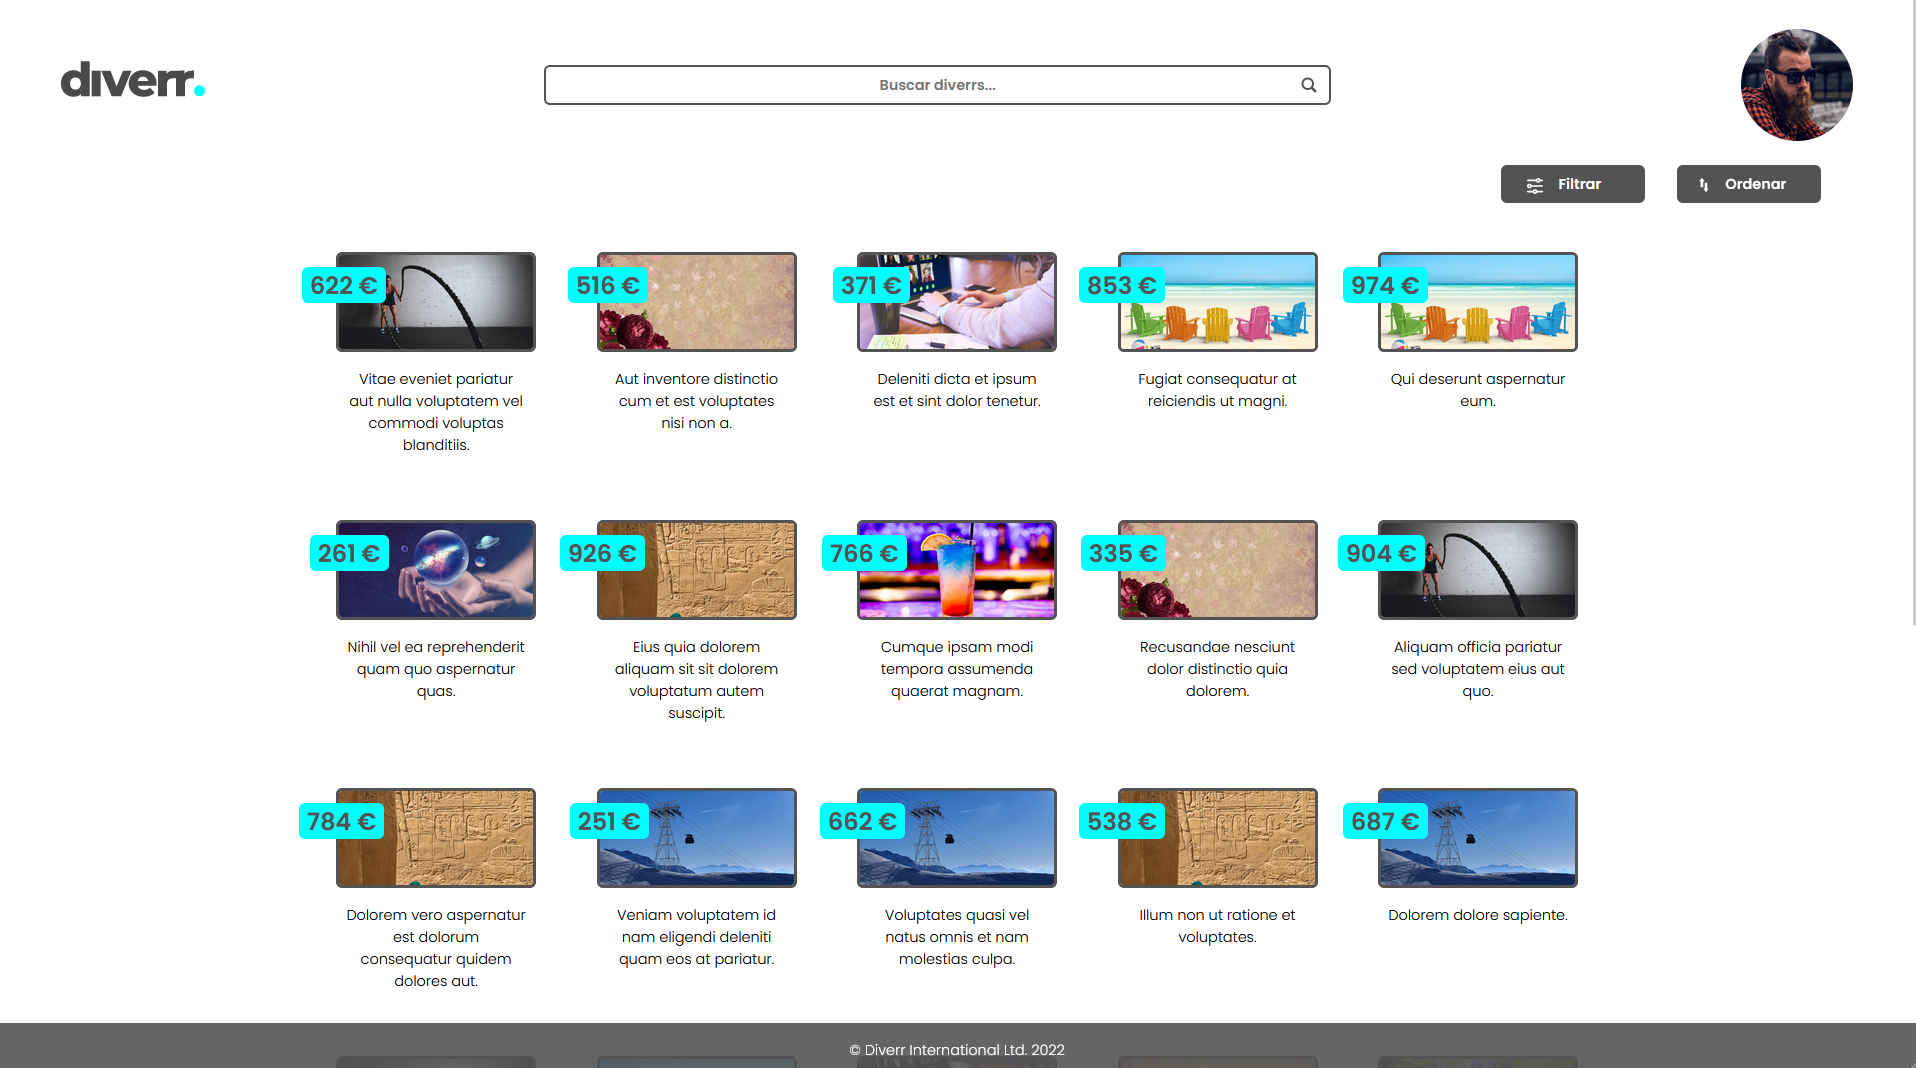 diverr.
Buscar diverrs...
Filtrar
Ordenar
622 €
516 €
371 €
853 €
974 €
Vitae eveniet pariatur
aut nulla voluptatem vel
commodi voluptas
blanditiis.
Aut inventore distinctio
cum et est voluptates
nisi non a.
Deleniti dicta et ipsum
est et sint dolor tenetur.
Fugiat consequatur at
reiciendis ut magni.
Qui deserunt aspernatur
eum.
261 €
926 €
766 €
335 €
904 €
Nihil vel ea reprehenderit
quam quo aspernatur
quas.
Eius quia dolorem
aliquam sit sit dolorem
voluptatum autem
suscipit.
Cumque ipsam modi
tempora assumenda
quaerat magnam.
Recusandae nesciunt
dolor distinctio quia
dolorem.
Aliquam officia pariatur
sed voluptatem eius aut
quo.
784 €
251 €
662 €
538 €
687 €
Dolorem vero aspernatur
est dolorum
consequatur quidem
dolores aut.
Veniam voluptatem id
nam eligendi deleniti
quam eos at pariatur.
Voluptates quasi vel
natus omnis et nam
molestias culpa.
Illum non ut ratione et
voluptates.
Dolorem dolore sapiente.
© Diverr International Ltd. 2022